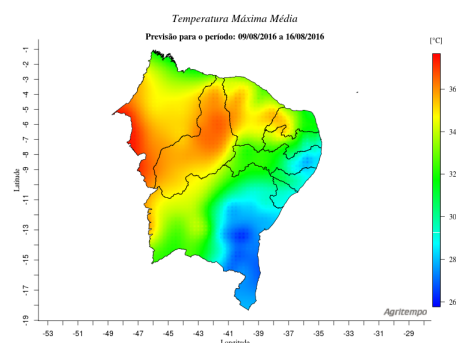 Temperatura Máxima Média
Previsão para o período: 09/08/2016 a 16/08/2016
[°C]
-1
-2
-3
-4
-5
-6
-7
-8
-9
-11
-13
-15
-17
-19
Latitude
36
34
32
30
28
26
Agritempo
-53 -51 -49 -47 -45 -43 -41 -39 -37 -35 -33 -31 -29
Longitude